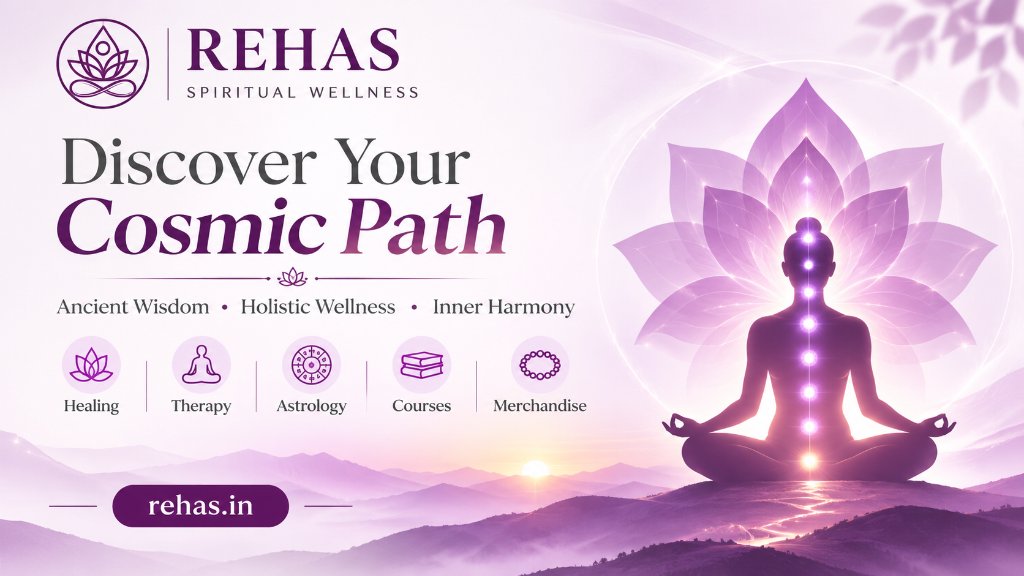 REHAS
SPIRITUAL WELLNESS
Discover Your
Cosmic Path
Ancient Wisdom • Holistic Wellness • Inner Harmony
Healing
Therapy
Astrology
Courses
Merchandise
rehas.in